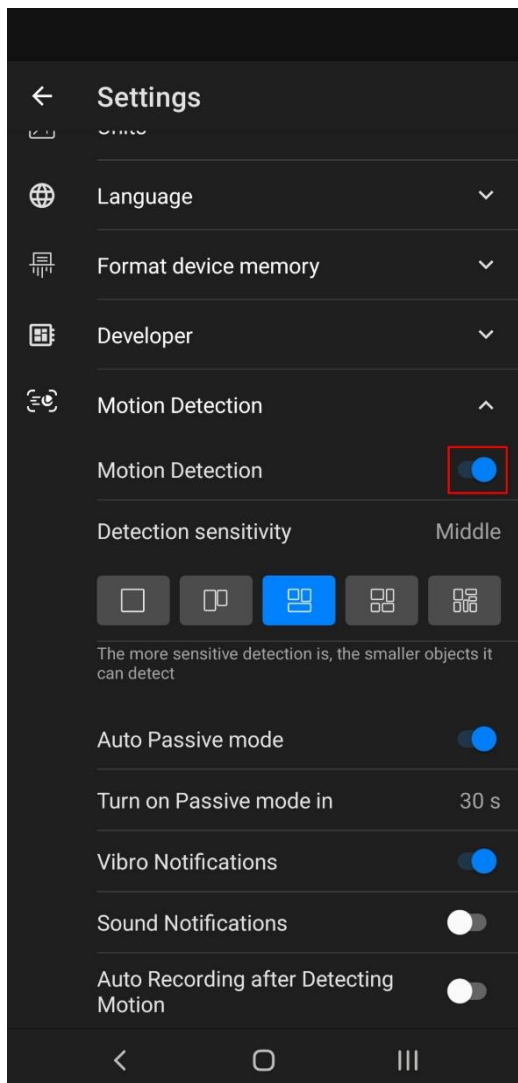 Settings
Units
Language
Format device memory
Developer
Motion Detection
Motion Detection
Detection sensitivity Middle
The more sensitive detection is, the smaller objects it
can detect
Auto Passive mode
Turn on Passive mode in 30 s
Vibro Notifications
Sound Notifications
Auto Recording after Detecting
Motion